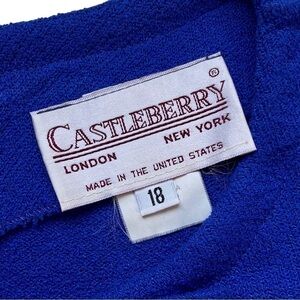 CASTLEBERRY®
LONDON NEW YORK
MADE IN THE UNITED STATES
18